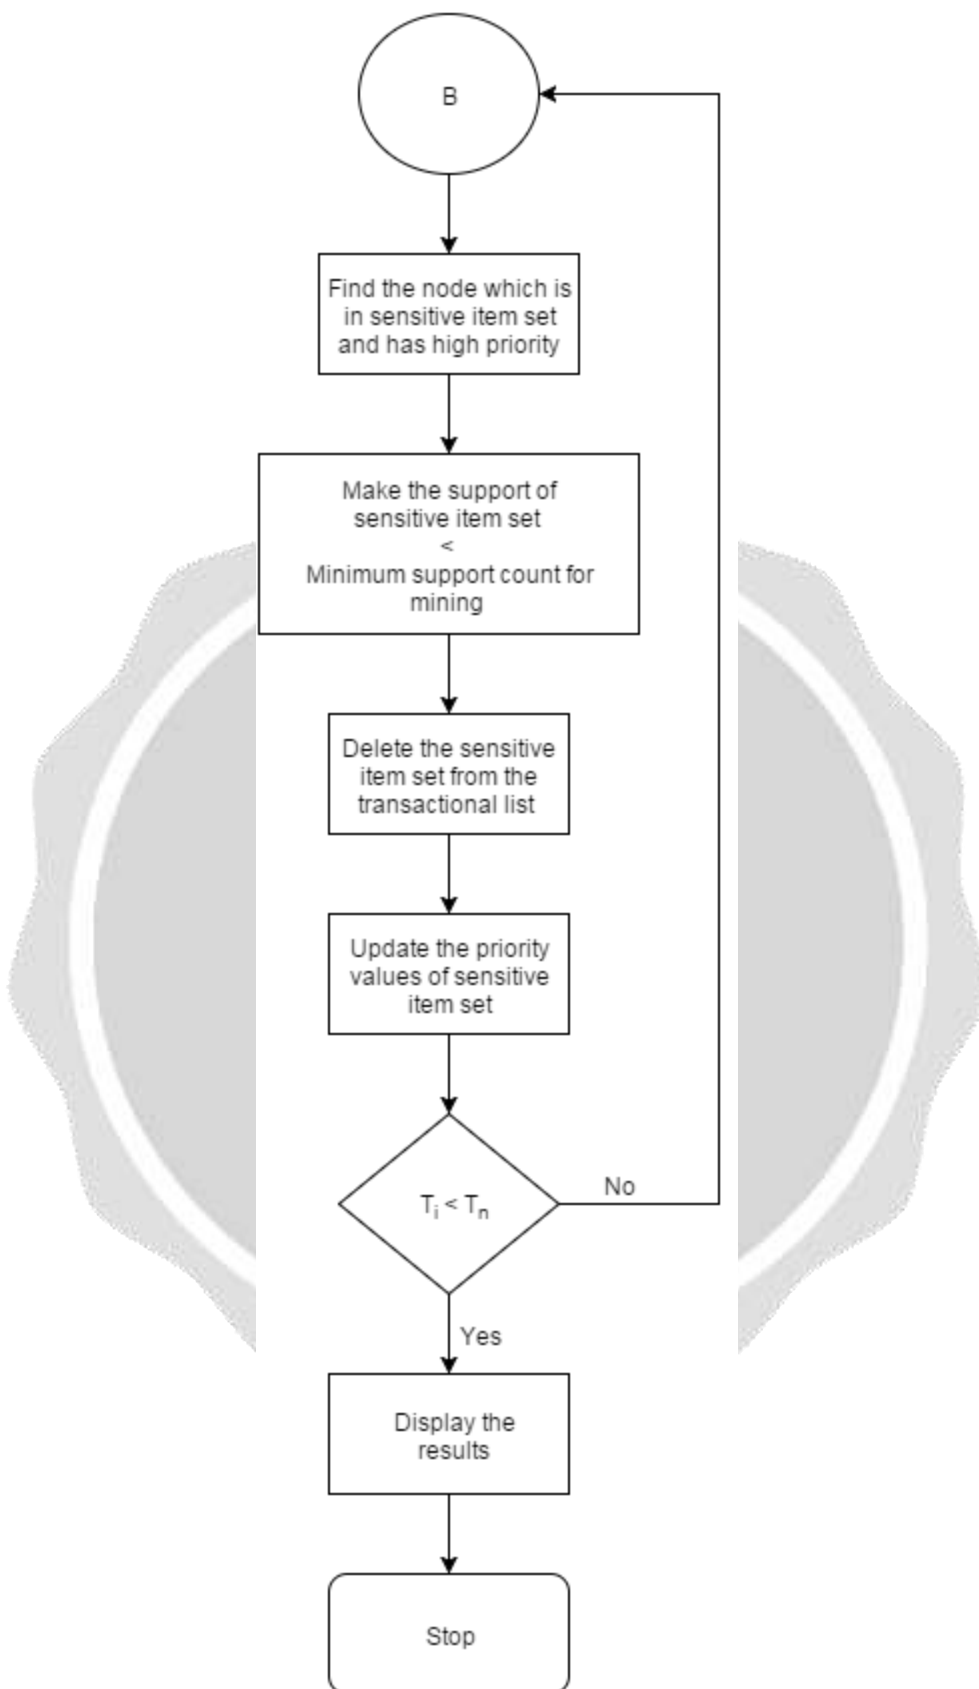 B
Find the node which is
in sensitive item set
and has high priority
Make the support of
sensitive item set
<
Minimum support count for
mining
Delete the sensitive
item set from the
transactional list
Update the priority
values of sensitive
item set
Tᵢ < Tₙ
No
Yes
Display the
results
Stop